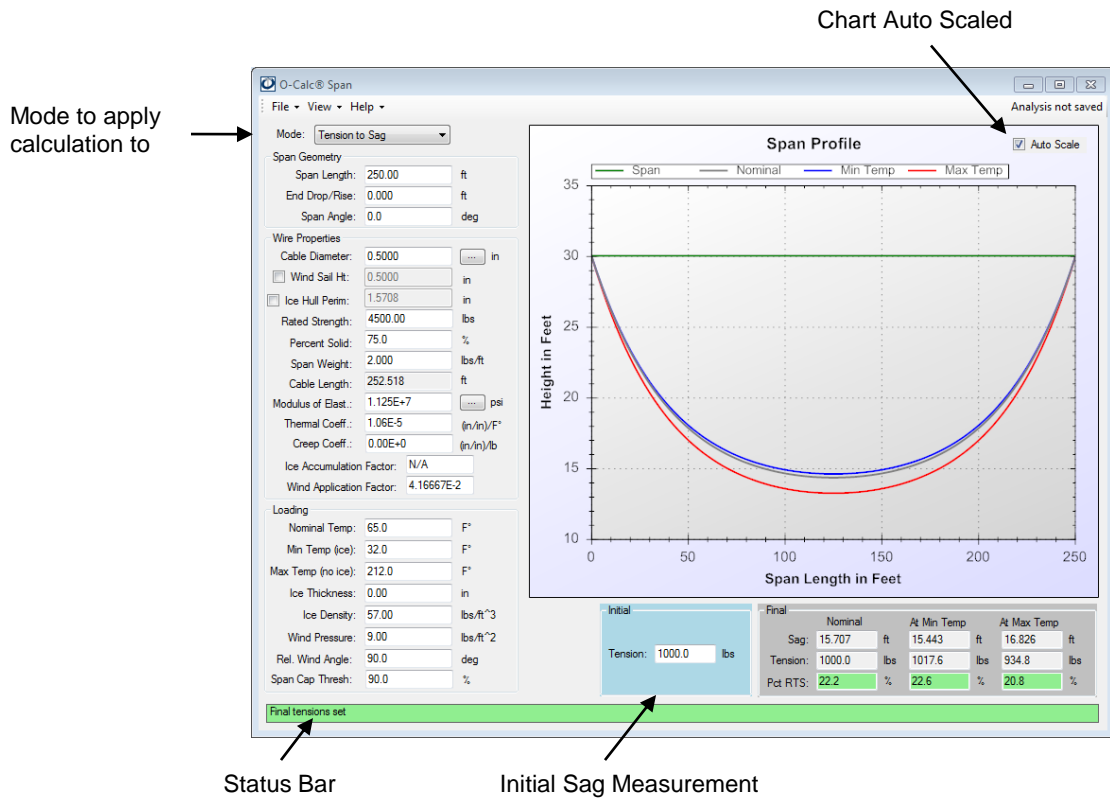 Chart Auto Scaled
Mode to apply
calculation to
O-Calc® Span
File View Help Analysis not saved
Mode: Tension to Sag
Span Geometry
Span Length: 250.00 ft
End Drop/Rise: 0.000 ft
Span Angle: 0.0 deg
Wire Properties
Cable Diameter: 0.5000 ... in
Wind Sail Ht: 0.5000 in
Ice Hull Perim: 1.5708 in
Rated Strength: 4500.00 lbs
Percent Solid: 75.0 %
Span Weight: 2.000 lbs/ft
Cable Length: 252.518 ft
Modulus of Elast.: 1.125E+7 ... psi
Thermal Coeff.: 1.06E-5 (in/in)/F°
Creep Coeff.: 0.00E+0 (in/in)/lb
Ice Accumulation Factor: N/A
Wind Application Factor: 4.16667E-2
Loading
Nominal Temp: 65.0 F°
Min Temp (ice): 32.0 F°
Max Temp (no ice): 212.0 F°
Ice Thickness: 0.00 in
Ice Density: 57.00 lbs/ft^3
Wind Pressure: 9.00 lbs/ft^2
Rel. Wind Angle: 90.0 deg
Span Cap Thresh: 90.0 %
Span Profile
Auto Scale
Span Nominal Min Temp Max Temp
Height in Feet
35
30
25
20
15
10
0 50 100 150 200 250
Span Length in Feet
Initial
Tension: 1000.0 lbs
Final
Nominal At Min Temp At Max Temp
Sag: 15.707 ft 15.443 ft 16.826 ft
Tension: 1000.0 lbs 1017.6 lbs 934.8 lbs
Pct RTS: 22.2 % 22.6 % 20.8 %
Final tensions set
Status Bar
Initial Sag Measurement